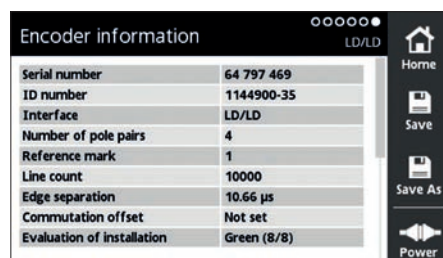 Encoder information
LD/LD
Serial number 64 797 469
ID number 1144900-35
Interface LD/LD
Number of pole pairs 4
Reference mark 1
Line count 10000
Edge separation 10.66 µs
Commutation offset Not set
Evaluation of installation Green (8/8)
Home
Save
Save As
Power